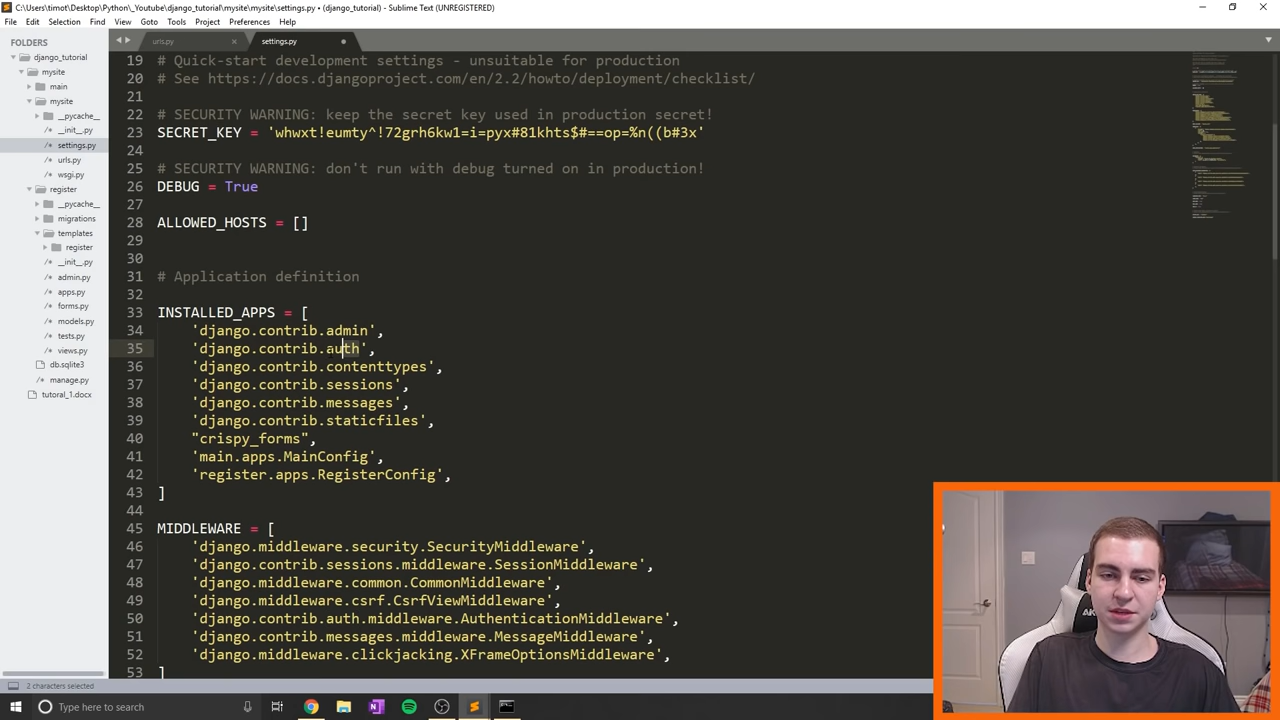 C:\Users\timot\Desktop\Python\_Youtube\django_tutorial\mysite\mysite\settings.py • (django_tutorial) - Sublime Text (UNREGISTERED)
File Edit Selection Find View Goto Tools Project Preferences Help
FOLDERS
django_tutorial
mysite
main
mysite
__pycache__
__init__.py
settings.py
urls.py
wsgi.py
register
__pycache__
migrations
templates
register
__init__.py
admin.py
apps.py
forms.py
models.py
tests.py
views.py
db.sqlite3
manage.py
tutoral_1.docx
urls.py × settings.py
19 # Quick-start development settings - unsuitable for production
20 # See https://docs.djangoproject.com/en/2.2/howto/deployment/checklist/
21
22 # SECURITY WARNING: keep the secret key used in production secret!
23 SECRET_KEY = 'whwxt!eumty^!72grh6kw1=i=pyx#81khts$#==op=%n((b#3x'
24
25 # SECURITY WARNING: don't run with debug turned on in production!
26 DEBUG = True
27
28 ALLOWED_HOSTS = []
29
30
31 # Application definition
32
33 INSTALLED_APPS = [
34 'django.contrib.admin',
35 'django.contrib.auth',
36 'django.contrib.contenttypes',
37 'django.contrib.sessions',
38 'django.contrib.messages',
39 'django.contrib.staticfiles',
40 "crispy_forms",
41 'main.apps.MainConfig',
42 'register.apps.RegisterConfig',
43 ]
44
45 MIDDLEWARE = [
46 'django.middleware.security.SecurityMiddleware',
47 'django.contrib.sessions.middleware.SessionMiddleware',
48 'django.middleware.common.CommonMiddleware',
49 'django.middleware.csrf.CsrfViewMiddleware',
50 'django.contrib.auth.middleware.AuthenticationMiddleware',
51 'django.contrib.messages.middleware.MessageMiddleware',
52 'django.middleware.clickjacking.XFrameOptionsMiddleware',
53 ]
2 characters selected
Type here to search